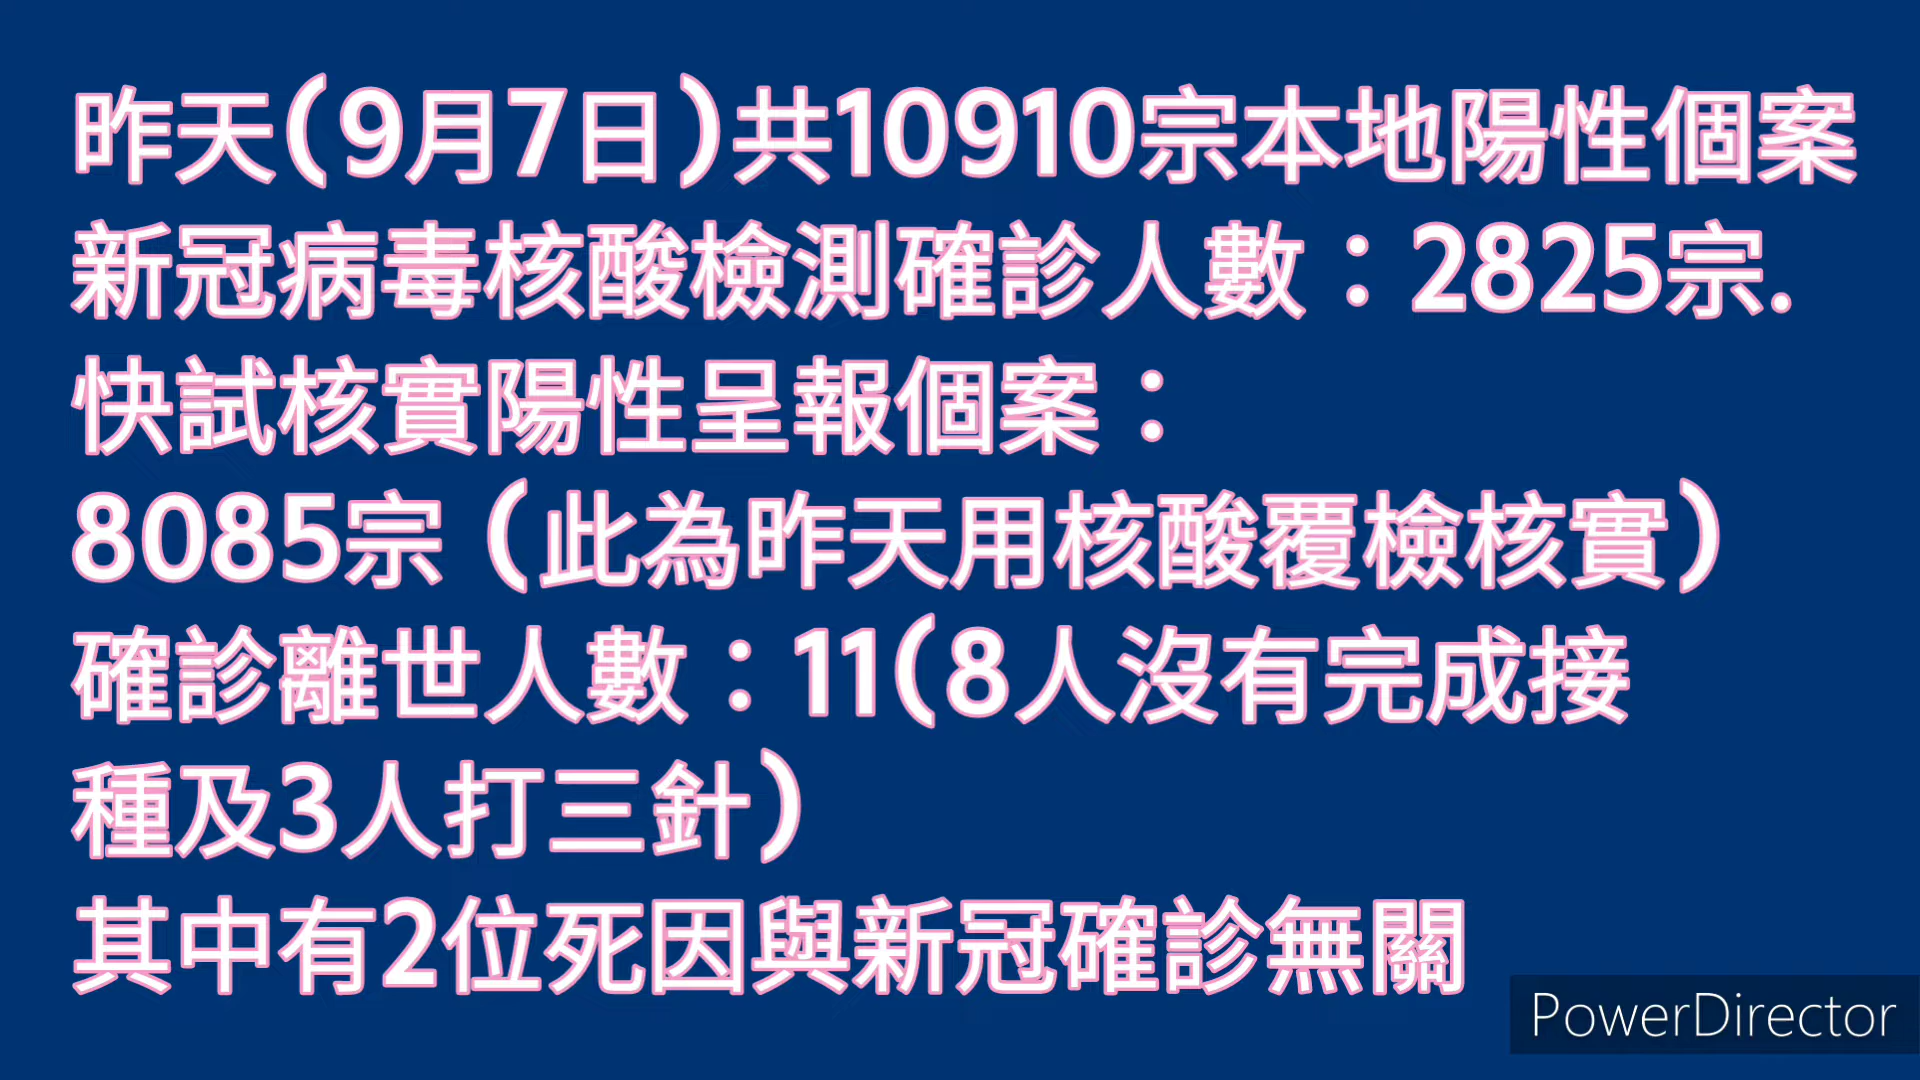 昨天(9月7日)共10910宗本地陽性個案
新冠病毒核酸檢測確診人數：2825宗.
快試核實陽性呈報個案：
8085宗（此為昨天用核酸覆檢核實）
確診離世人數：11(8人沒有完成接
種及3人打三針)
其中有2位死因與新冠確診無關
PowerDirector